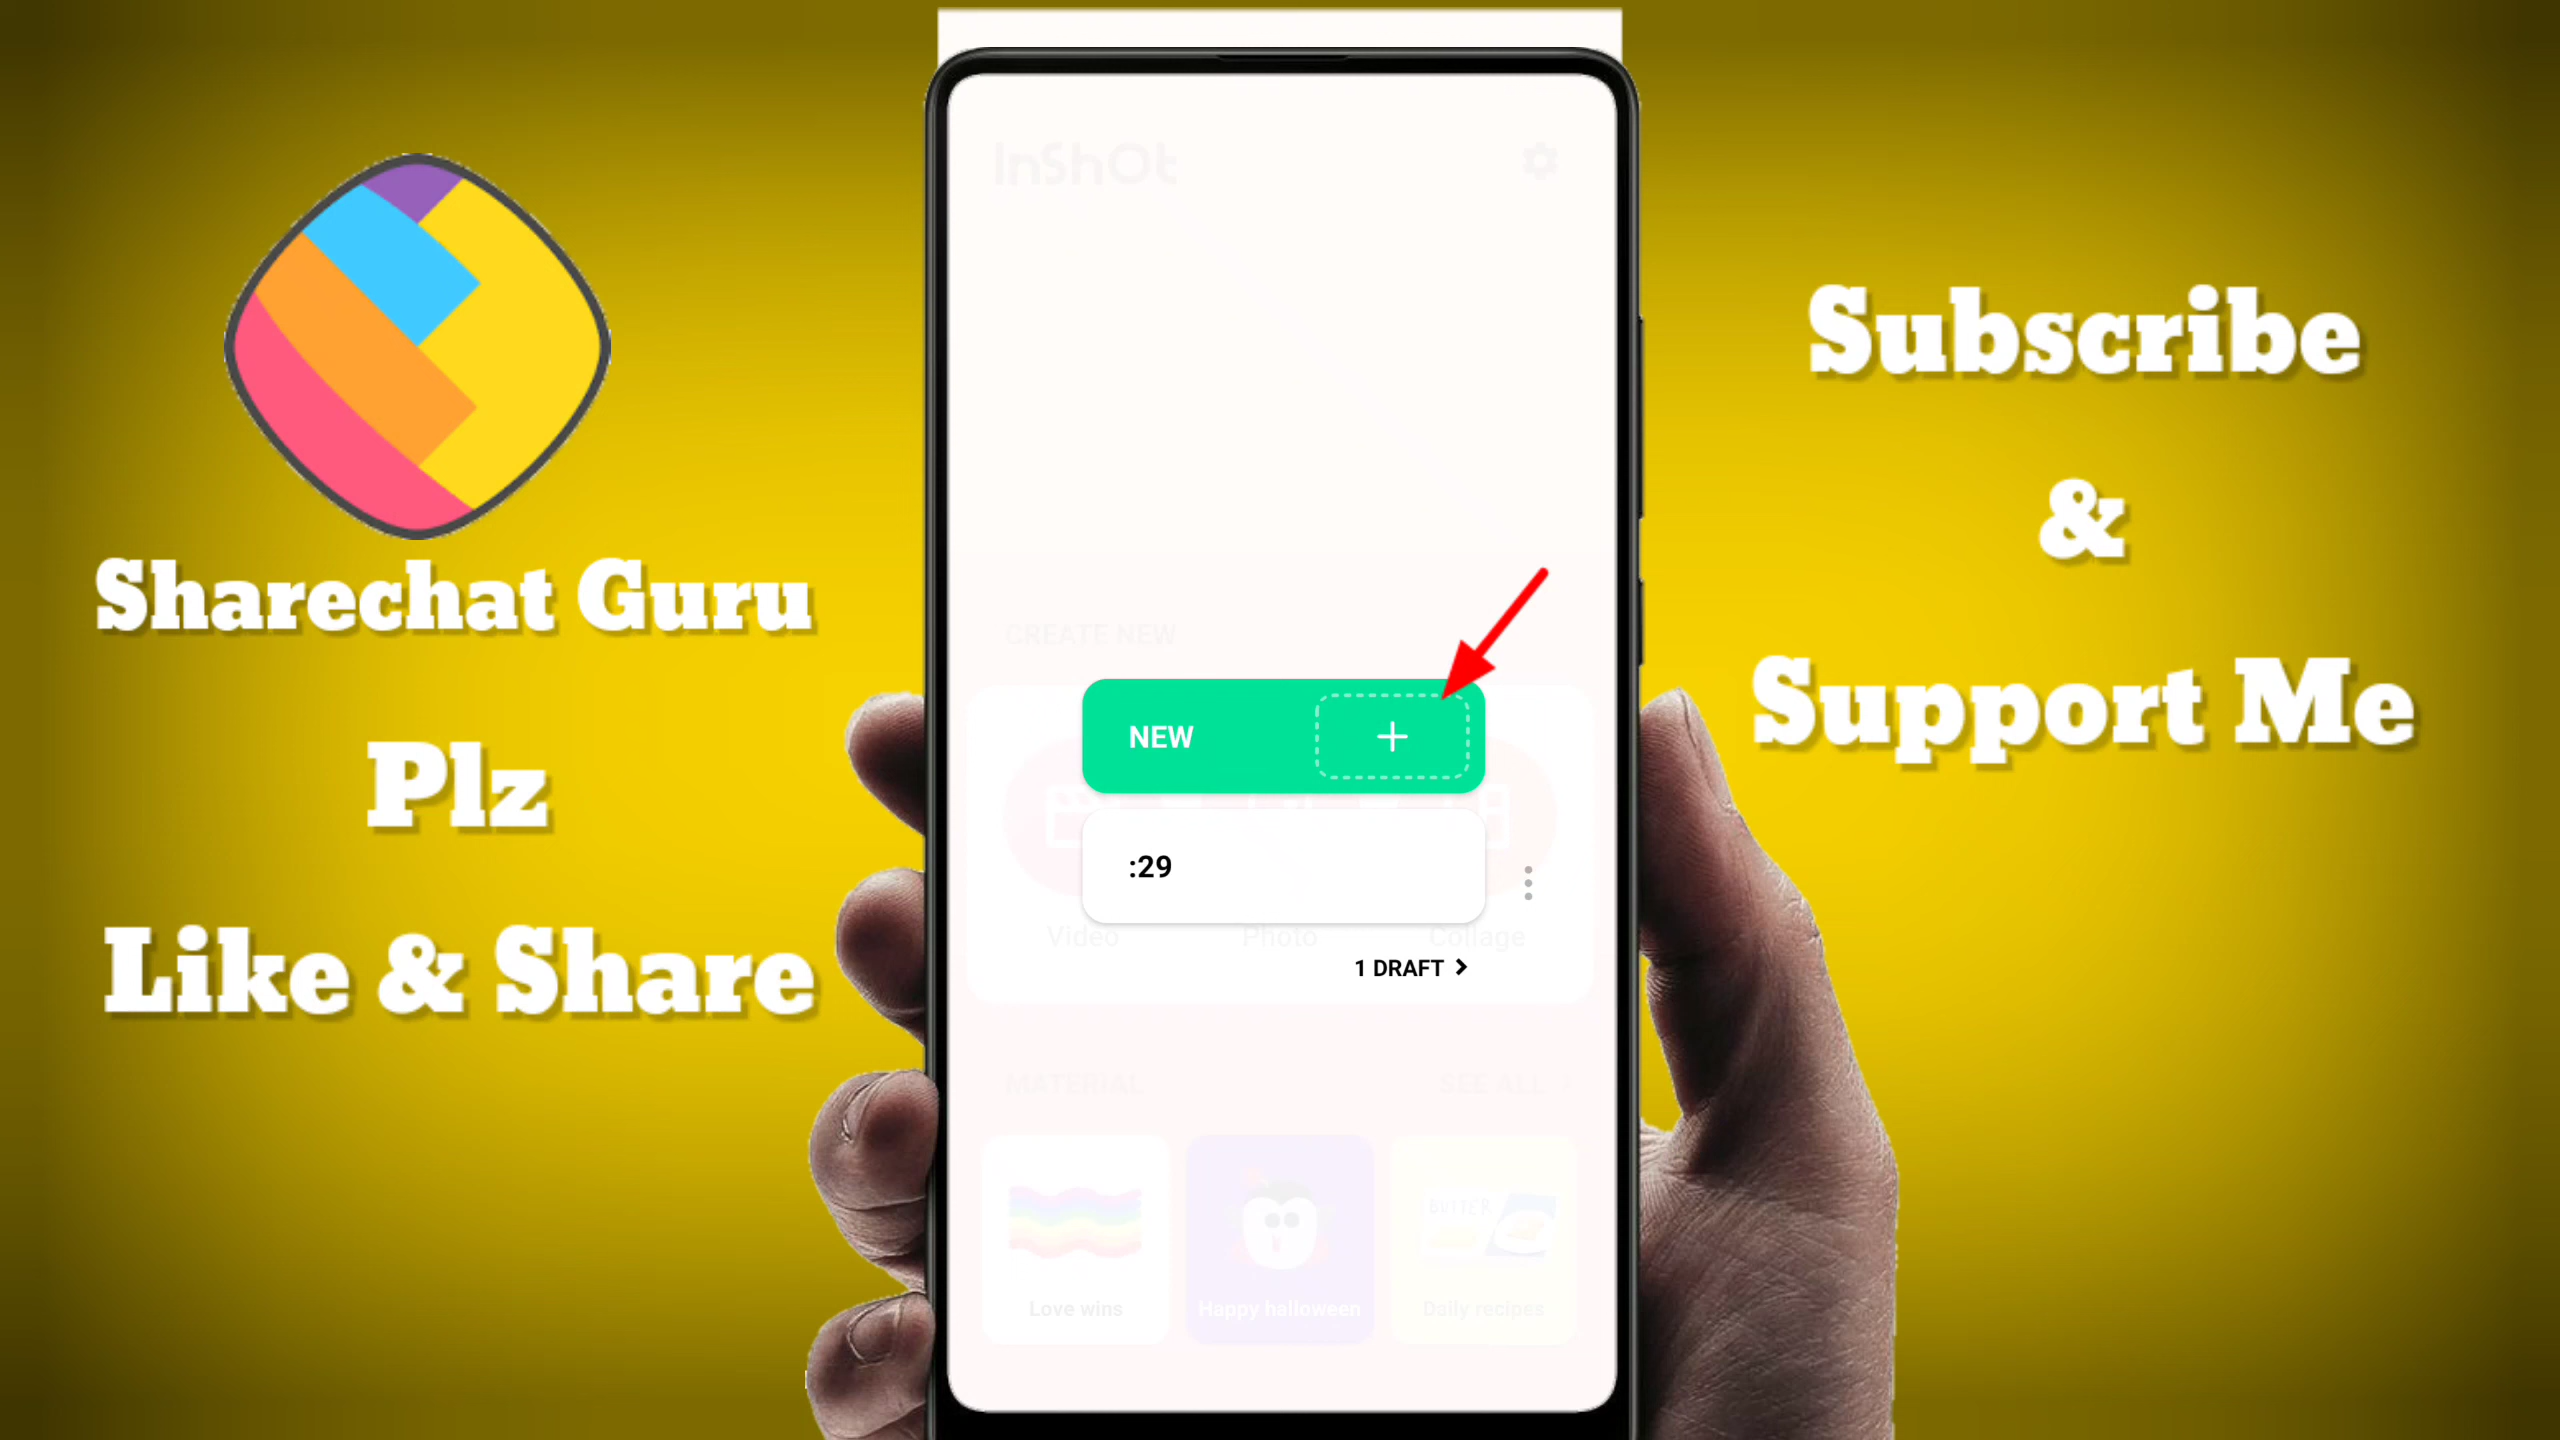 Sharechat Guru
Plz
Like & Share
InShOt
CREATE NEW
NEW
:29
Video
Photo
Collage
1 DRAFT
MATERIAL
SEE ALL
BUTTER
Love wins
Happy halloween
Daily recipes
Subscribe
&
Support Me